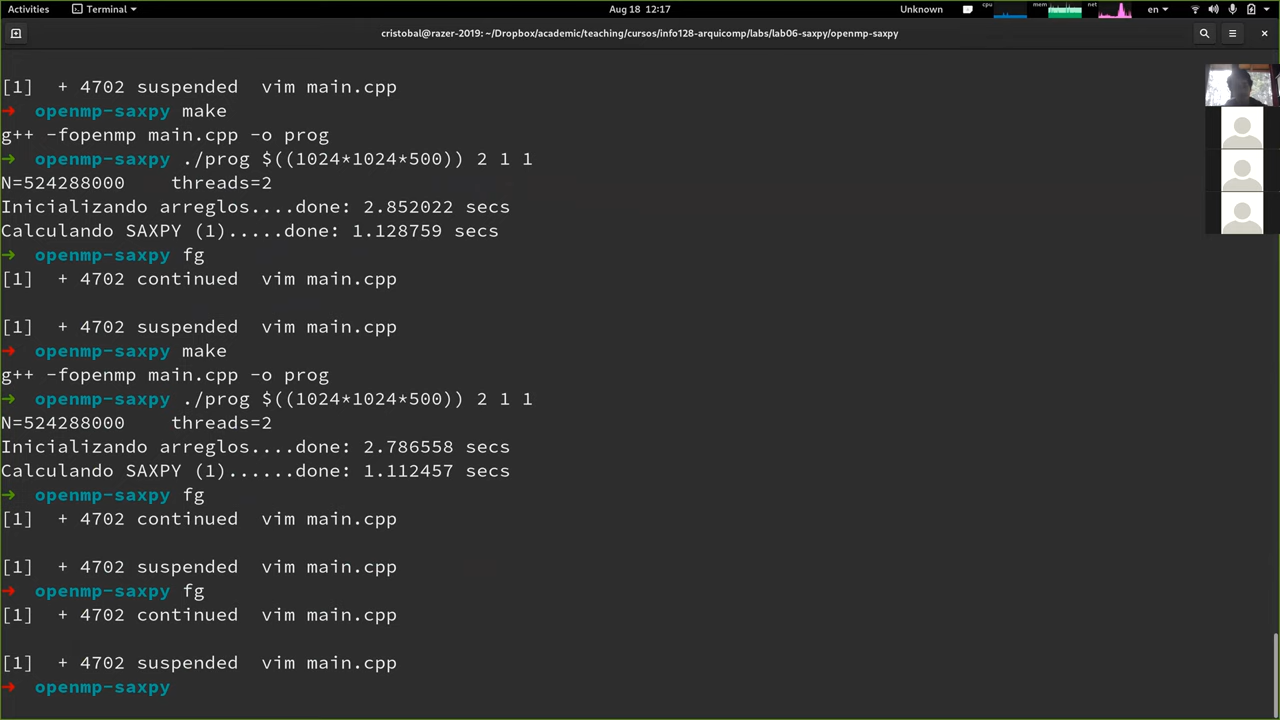 Activities Terminal Aug 18 12:17 Unknown cpu mem net en
cristobal@razer-2019: ~/Dropbox/academic/teaching/cursos/info128-arquicomp/labs/lab06-saxpy/openmp-saxpy
[1] + 4702 suspended vim main.cpp
→ openmp-saxpy make
g++ -fopenmp main.cpp -o prog
→ openmp-saxpy ./prog $((1024*1024*500)) 2 1 1
N=524288000 threads=2
Inicializando arreglos....done: 2.852022 secs
Calculando SAXPY (1).....done: 1.128759 secs
→ openmp-saxpy fg
[1] + 4702 continued vim main.cpp
[1] + 4702 suspended vim main.cpp
→ openmp-saxpy make
g++ -fopenmp main.cpp -o prog
→ openmp-saxpy ./prog $((1024*1024*500)) 2 1 1
N=524288000 threads=2
Inicializando arreglos....done: 2.786558 secs
Calculando SAXPY (1)......done: 1.112457 secs
→ openmp-saxpy fg
[1] + 4702 continued vim main.cpp
[1] + 4702 suspended vim main.cpp
→ openmp-saxpy fg
[1] + 4702 continued vim main.cpp
[1] + 4702 suspended vim main.cpp
→ openmp-saxpy